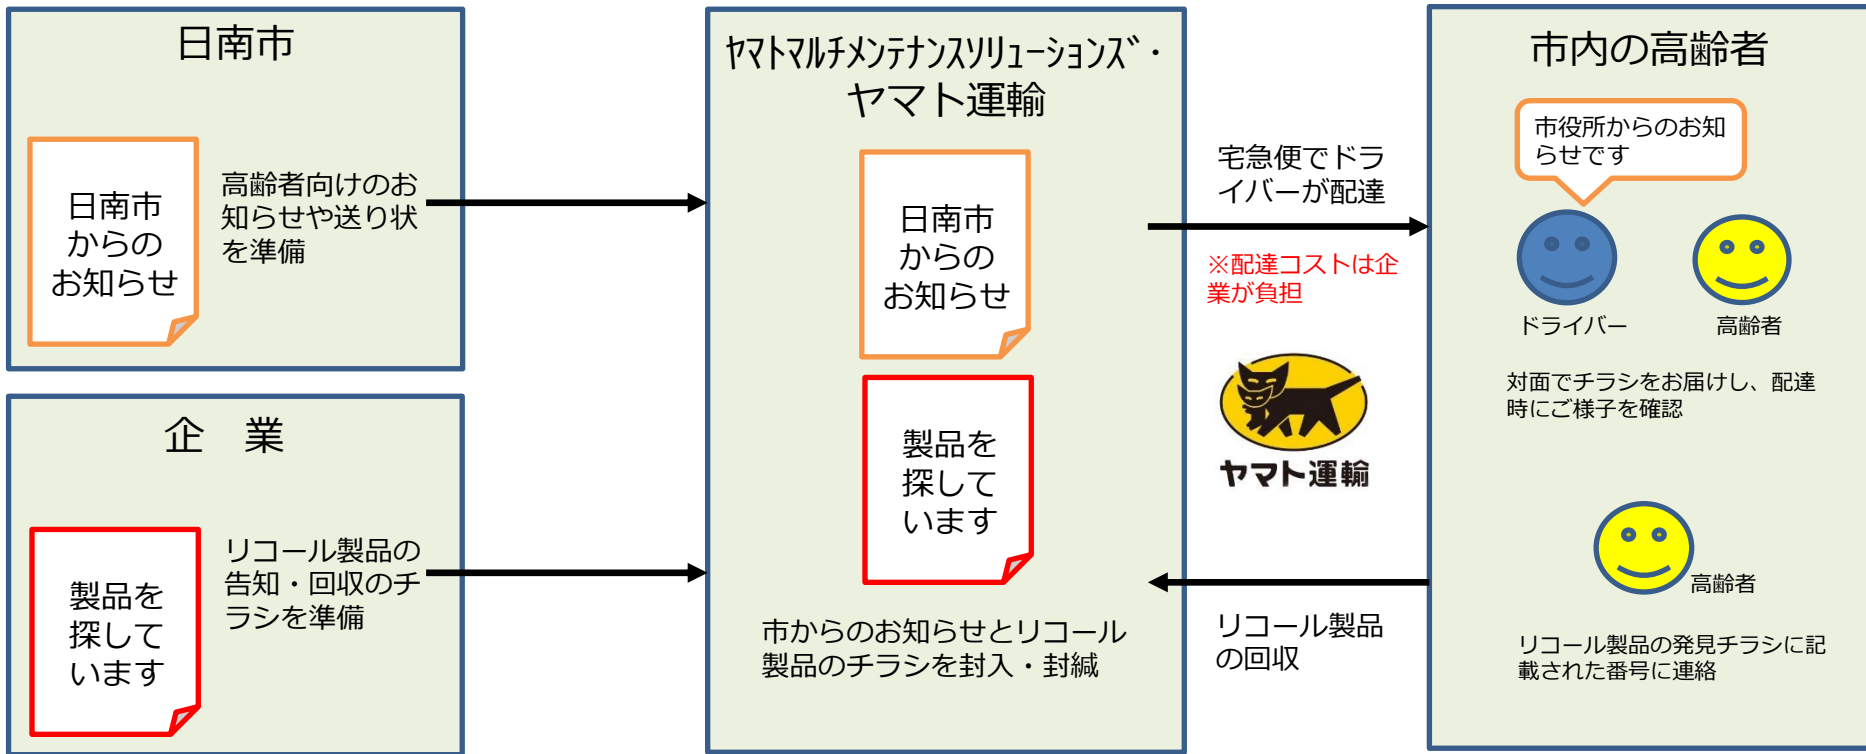 日南市
日南市
からの
お知らせ
高齢者向けのお
知らせや送り状
を準備
企　業
製品を
探して
います
リコール製品の
告知・回収のチ
ラシを準備
ﾔﾏﾄﾏﾙﾁﾒﾝﾃﾅﾝｽｿﾘｭｰｼｮﾝｽﾞ・
ヤマト運輸
日南市
からの
お知らせ
製品を
探して
います
市からのお知らせとリコール
製品のチラシを封入・封緘
宅急便でドラ
イバーが配達
※配達コストは企
業が負担
ヤマト運輸
リコール製品
の回収
市内の高齢者
市役所からのお知
らせです
ドライバー
高齢者
対面でチラシをお届けし、配達
時にご様子を確認
高齢者
リコール製品の発見チラシに記
載された番号に連絡